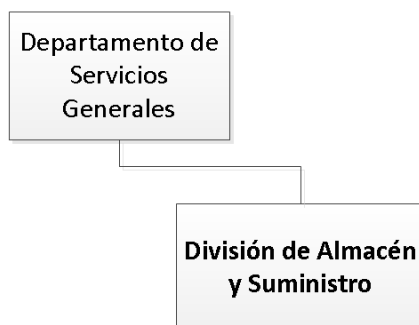 Departamento de
Servicios
Generales
División de Almacén
y Suministro